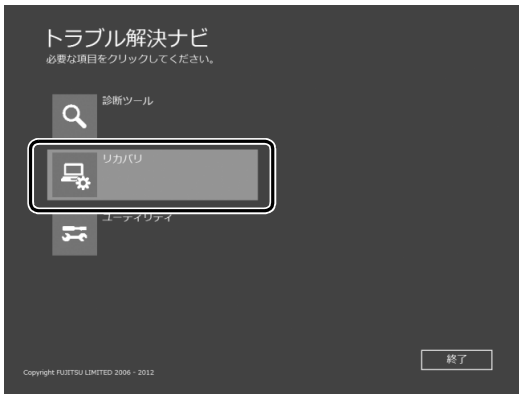 トラブル解決ナビ
必要な項目をクリックしてください。
診断ツール
リカバリ
ユーティリティ
終了
Copyright FUJITSU LIMITED 2006 - 2012